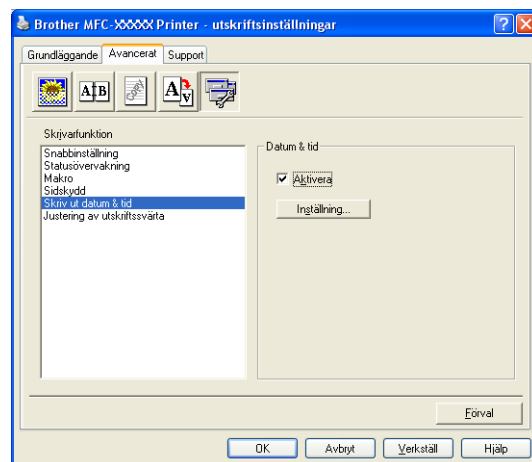 Brother MFC-XXXXX Printer - utskriftsinställningar
Grundläggande Avancerat Support
A B
A A
Skrivarfunktion
Snabbinställning
Statusövervakning
Makro
Sidskydd
Skriv ut datum & tid
Justering av utskriftssvärta
Datum & tid
Aktivera
Inställning...
Förval
OK Avbryt Verkställ Hjälp